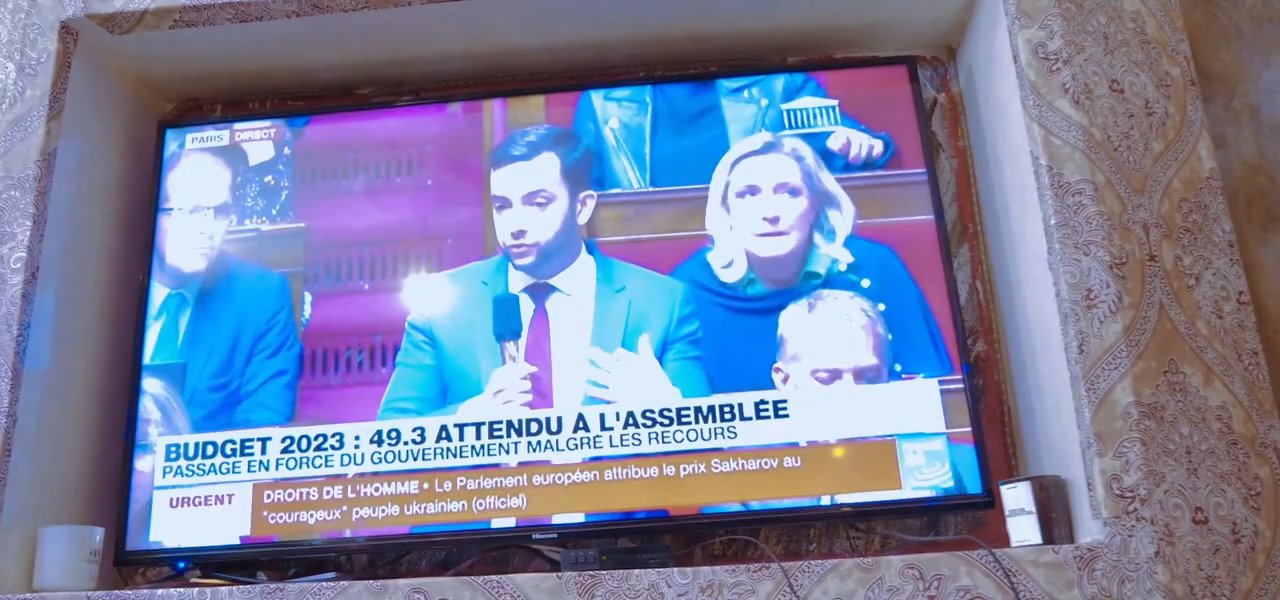 PARIS DIRECT
BUDGET 2023 : 49.3 ATTENDU À L'ASSEMBLÉE
PASSAGE EN FORCE DU GOUVERNEMENT MALGRÉ LES RECOURS
URGENT
DROITS DE L'HOMME • Le Parlement européen attribue le prix Sakharov au
"courageux" peuple ukrainien (officiel)
Hisense